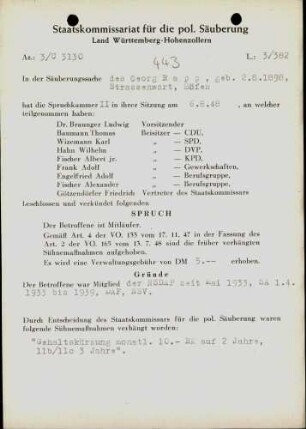 Staatskommissariat für die pol. Säuberung
Land Württemberg-Hohenzollern
Az.: 3/U 3130
L.: 3/382
443
In der Säuberungssache des Georg R a p p, geb. 2.8.1898,
Strassenwart, Höfen
hat die Spruchkammer II in ihrer Sitzung am 6.8.48 , an welcher
teilgenommen haben:
Dr. Brauger Ludwig Vorsitzender
Baumann Thomas Beisitzer – CDU,
Wizemann Karl „ – SPD,
Hahn Wilhelm „ – DVP,
Fischer Albert jr. „ – KPD,
Frank Adolf „ – Gewerkschaften,
Engelfried Adolf „ – Berufsgruppe,
Fischer Alexander „ – Berufsgruppe,
Götzendörfer Friedrich Vertreter des Staatskommissars
beschlossen und verkündet folgenden
SPRUCH
Der Betroffene ist Mitläufer.
Gemäß Art. 4 der VO. 133 vom 17. 11. 47 in der Fassung des
Art. 2 der VO. 165 vom 13. 7. 48 sind die früher verhängten
Sühnemaßnahmen aufgehoben.
Es wird eine Verwaltungsgebühr von DM 5.-- erhoben.
Gründe
Der Betroffene war Mitglied der NSDAP seit Mai 1933, SA 1.4.
1933 bis 1939, DAF, NSV.
Durch Entscheidung des Staatskommissars für die pol. Säuberung waren
folgende Sühnemaßnahmen verhängt worden:
"Gehaltskürzung monatl. 10.- RM auf 2 Jahre,
11b/11c 3 Jahre".